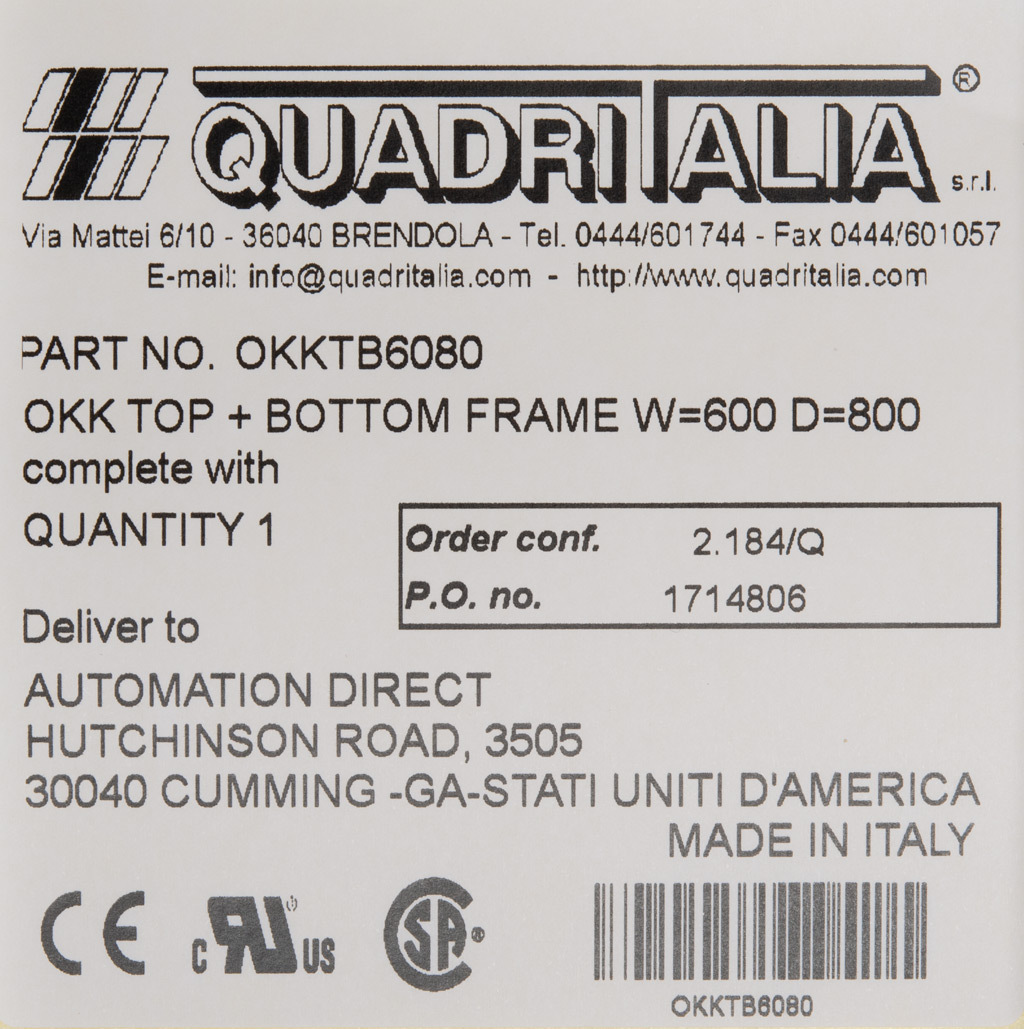 QUADRITALIA ® s.r.l.
Via Mattei 6/10 - 36040 BRENDOLA - Tel. 0444/601744 - Fax 0444/601057
E-mail: info@quadritalia.com - http://www.quadritalia.com
PART NO. OKKTB6080
OKK TOP + BOTTOM FRAME W=600 D=800
complete with
QUANTITY 1
Order conf. 2.184/Q
P.O. no. 1714806
Deliver to
AUTOMATION DIRECT
HUTCHINSON ROAD, 3505
30040 CUMMING -GA-STATI UNITI D'AMERICA
MADE IN ITALY
CE c RU US CSA ®
OKKTB6080